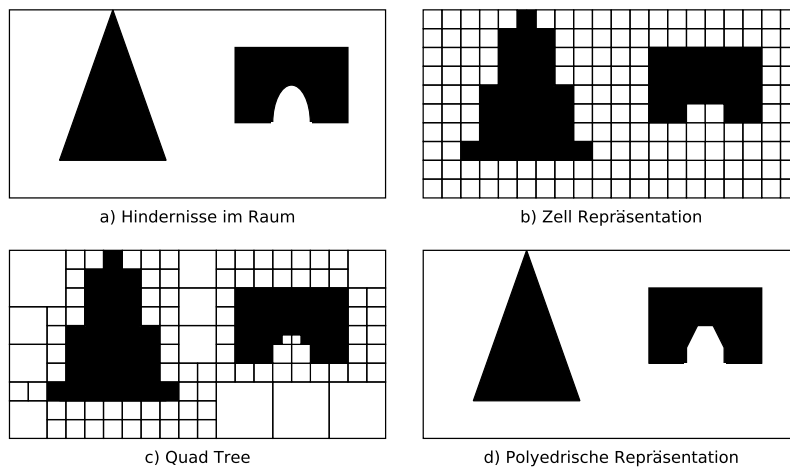 a) Hindernisse im Raum
b) Zell Repräsentation
c) Quad Tree
d) Polyedrische Repräsentation